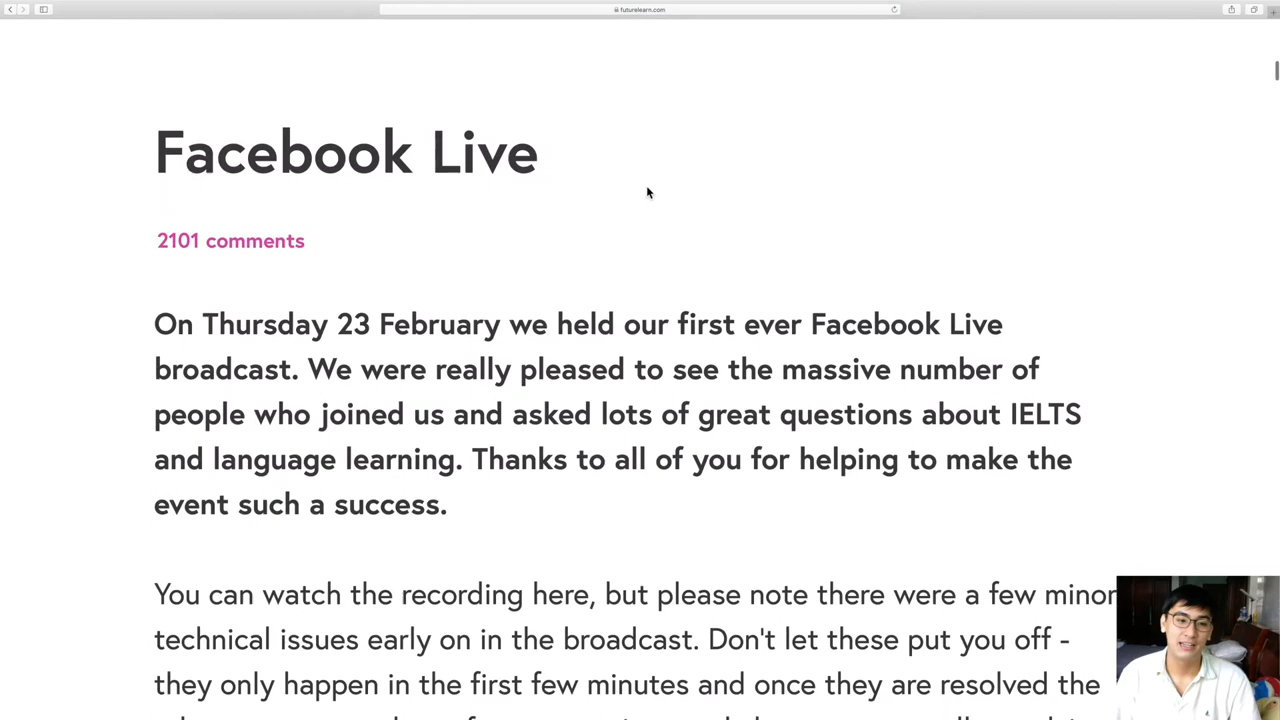 futurelearn.com
Facebook Live
2101 comments
On Thursday 23 February we held our first ever Facebook Live
broadcast. We were really pleased to see the massive number of
people who joined us and asked lots of great questions about IELTS
and language learning. Thanks to all of you for helping to make the
event such a success.
You can watch the recording here, but please note there were a few minor
technical issues early on in the broadcast. Don't let these put you off -
they only happen in the first few minutes and once they are resolved the